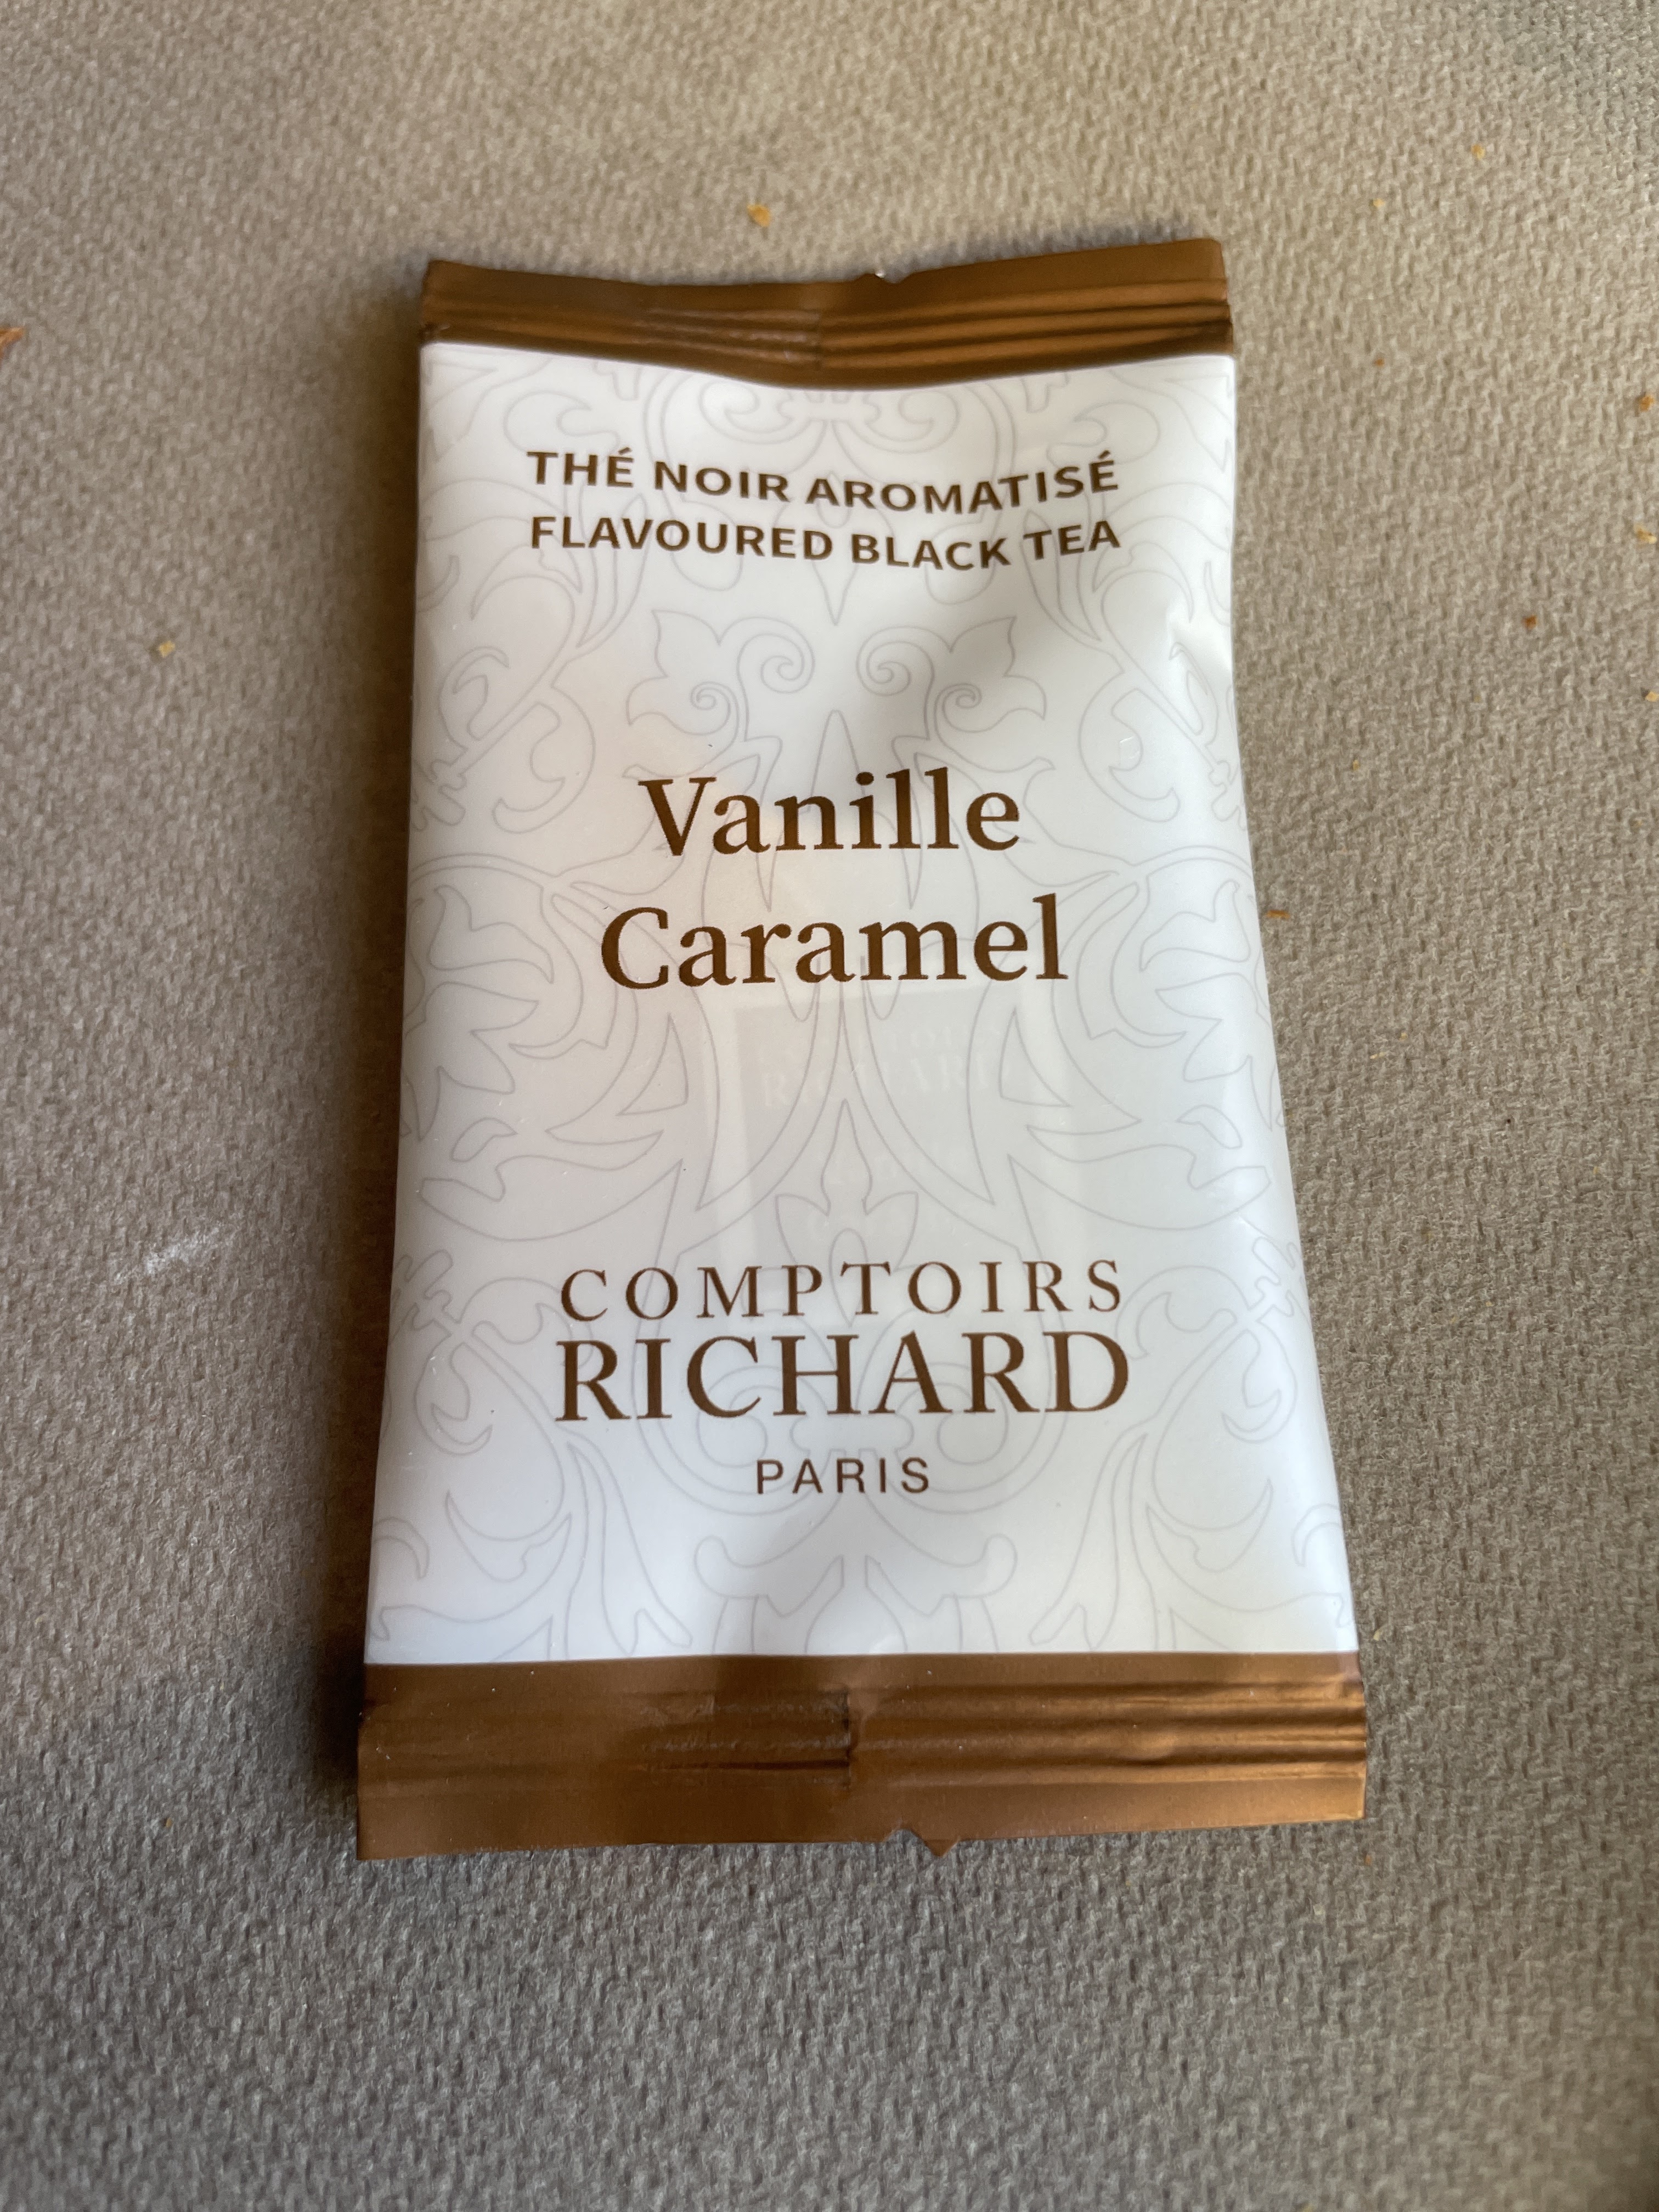 THÉ NOIR AROMATISÉ
FLAVOURED BLACK TEA
Vanille
Caramel
COMPTOIRS
RICHARD
PARIS